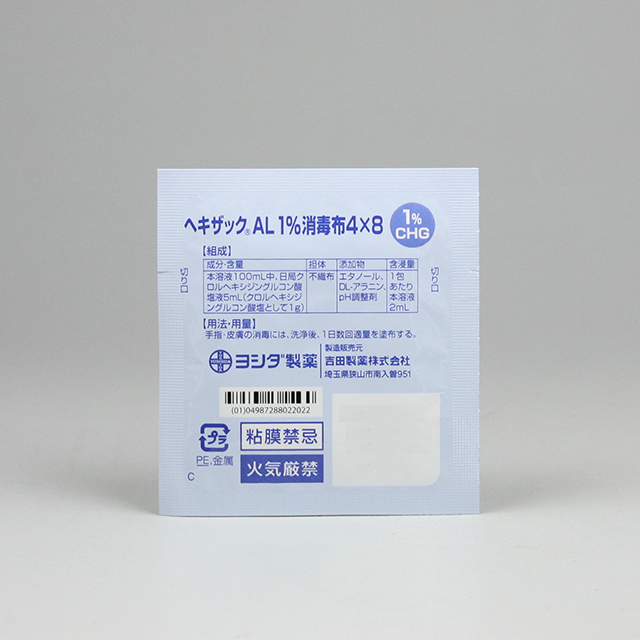 ヘキザック® AL 1%消毒布4×8
1%
CHG
【組成】
成分・含量 担体 添加物 含浸量
本溶液100mL中、日局ク 不織布 エタノール、 1包
ロルヘキシジングルコン酸 DL-アラニン、 あたり
塩液5mL(クロルヘキシジ pH調整剤 本溶液
ングルコン酸塩として1g) 2mL
【用法・用量】
手指・皮膚の消毒には、洗浄後、1日数回適量を塗布する。
ヨシダ製薬
製造販売元
吉田製薬株式会社
埼玉県狭山市南入曽951
切り口
切り口
(01)04987288022022
プラ
PE,金属
粘膜禁忌
火気厳禁
C